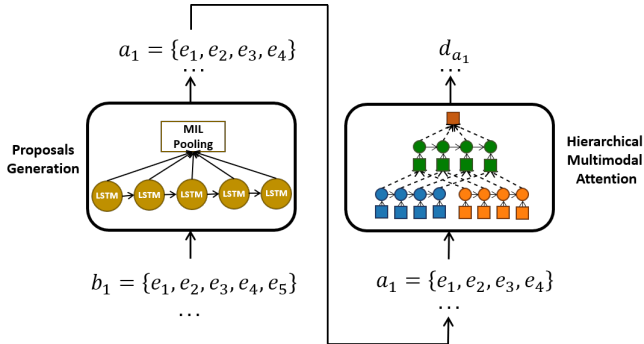 a₁ = {e₁, e₂, e₃, e₄}
...
MIL
Pooling
Proposals
Generation
LSTM LSTM LSTM LSTM LSTM
b₁ = {e₁, e₂, e₃, e₄, e₅}
...
d_{a₁}
...
Hierarchical
Multimodal
Attention
a₁ = {e₁, e₂, e₃, e₄}
...